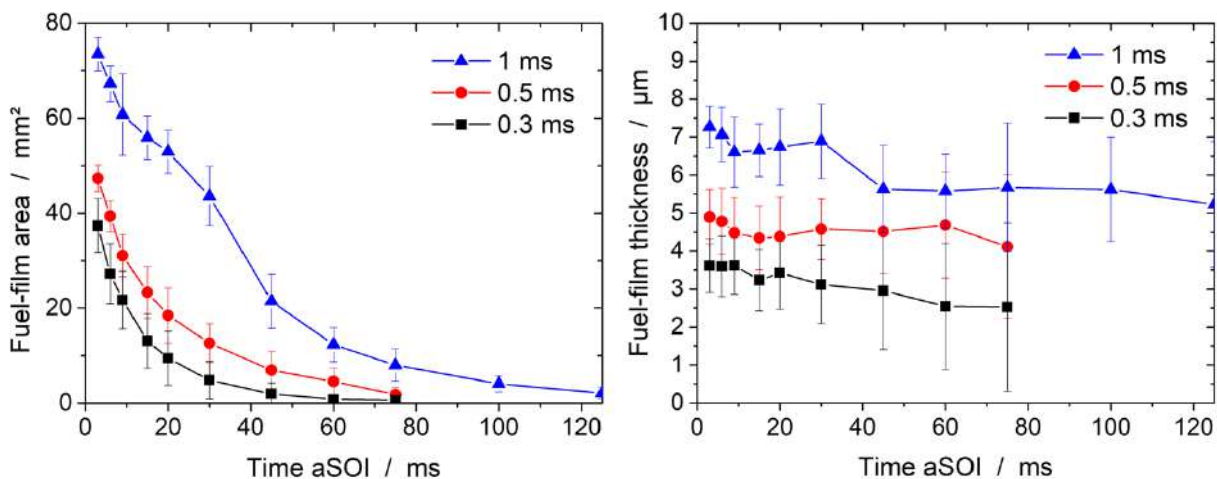 Fuel-film area / mm²
80
60
40
20
0
1 ms
0.5 ms
0.3 ms
0 20 40 60 80 100 120
Time aSOI / ms
Fuel-film thickness / µm
10
9
8
7
6
5
4
3
2
1
0
1 ms
0.5 ms
0.3 ms
0 20 40 60 80 100 120
Time aSOI / ms